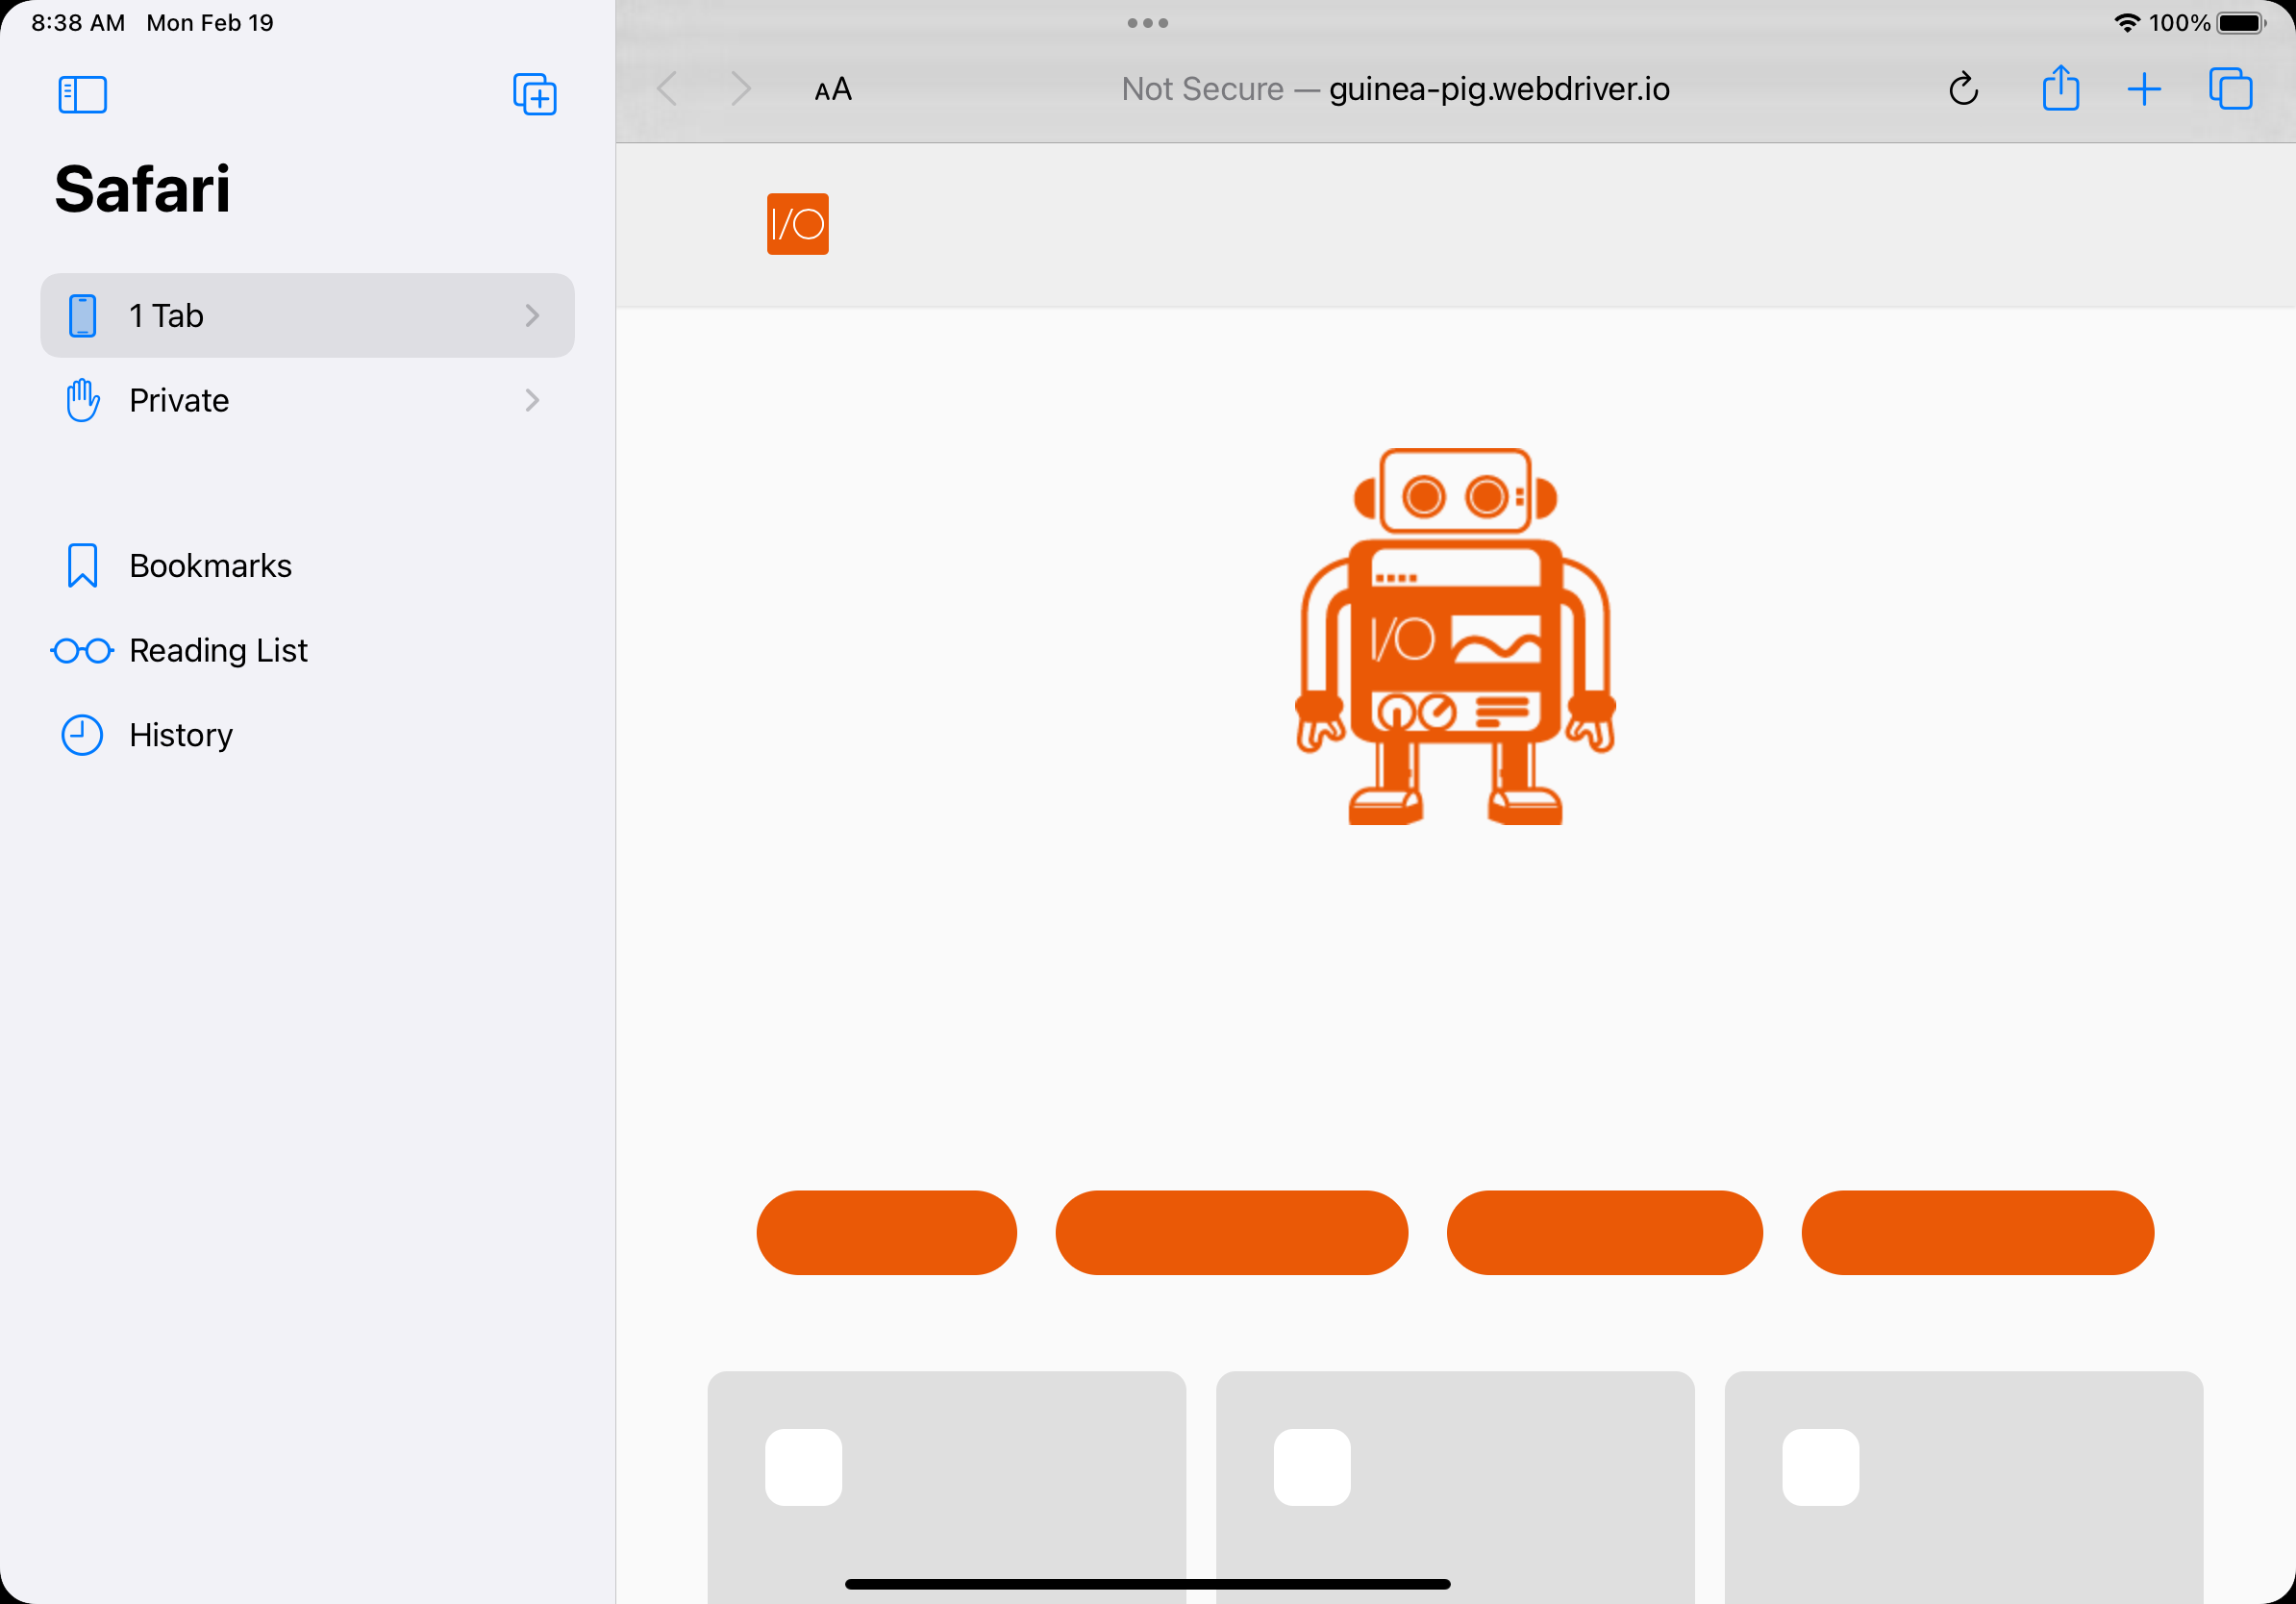 8:38 AM Mon Feb 19
100%
AA
Not Secure — guinea-pig.webdriver.io
Safari
1 Tab
Private
Bookmarks
Reading List
History
I/O
I/O